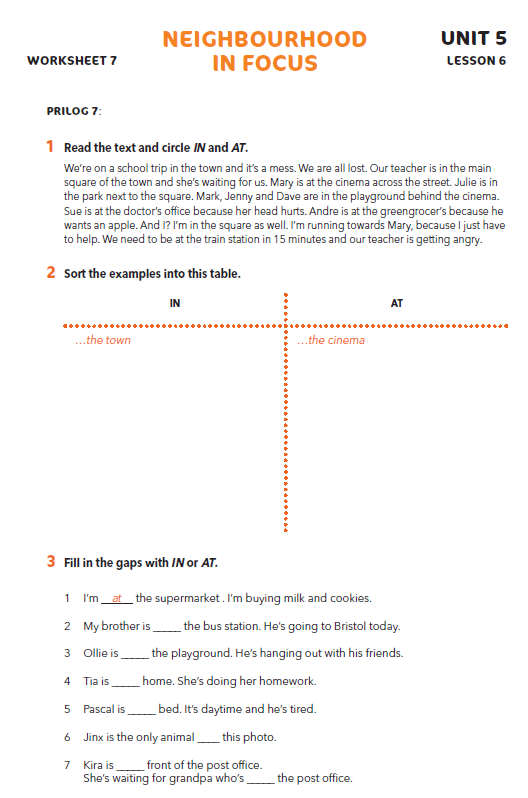 NEIGHBOURHOOD
IN FOCUS
UNIT 5
WORKSHEET 7
LESSON 6
PRILOG 7:
1 Read the text and circle IN and AT.
We're on a school trip in the town and it's a mess. We are all lost. Our teacher is in the main
square of the town and she's waiting for us. Mary is at the cinema across the street. Julie is in
the park next to the square. Mark, Jenny and Dave are in the playground behind the cinema.
Sue is at the doctor's office because her head hurts. Andre is at the greengrocer's because he
wants an apple. And I? I'm in the square as well. I'm running towards Mary, because I just have
to help. We need to be at the train station in 15 minutes and our teacher is getting angry.
2 Sort the examples into this table.
IN AT
...the town ...the cinema
3 Fill in the gaps with IN or AT.
1 I'm __at__ the supermarket . I'm buying milk and cookies.
2 My brother is _____ the bus station. He's going to Bristol today.
3 Ollie is _____ the playground. He's hanging out with his friends.
4 Tia is _____ home. She's doing her homework.
5 Pascal is _____ bed. It's daytime and he's tired.
6 Jinx is the only animal ____ this photo.
7 Kira is _____ front of the post office.
She's waiting for grandpa who's _____ the post office.